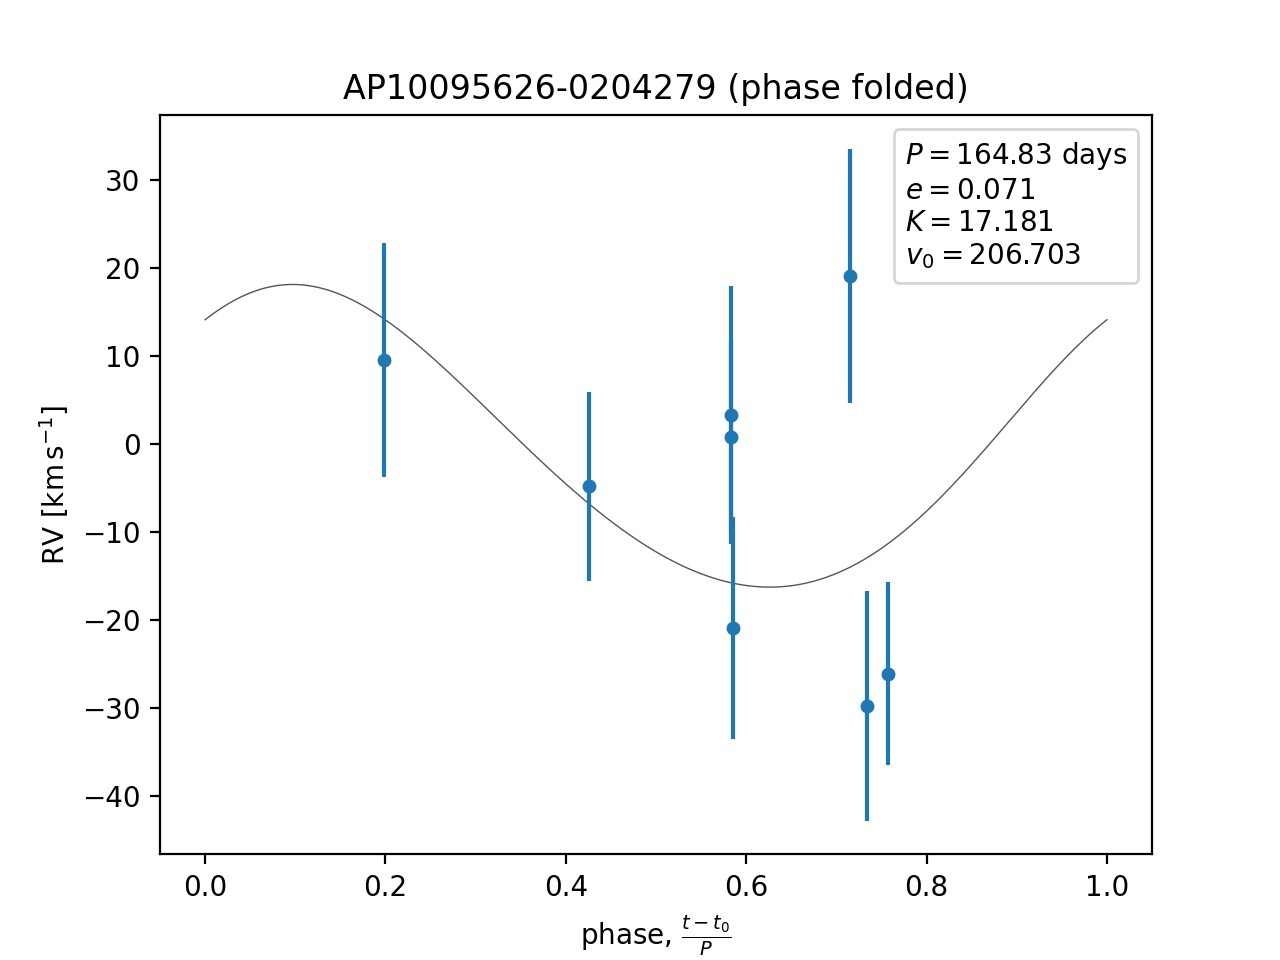 AP10095626-0204279 (phase folded)
P = 164.83 days
e = 0.071
K = 17.181
v₀ = 206.703
30
20
10
0
−10
−20
−30
−40
RV [km s⁻¹]
0.0 0.2 0.4 0.6 0.8 1.0
phase, (t − t₀)/P